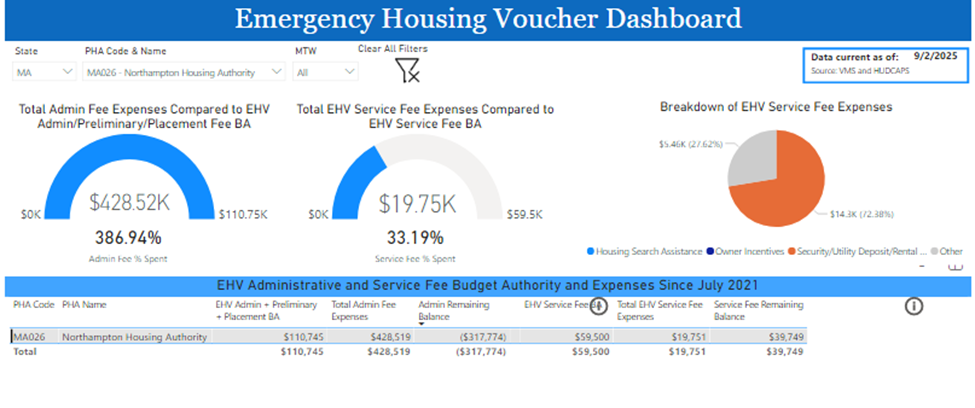 Emergency Housing Voucher Dashboard
State PHA Code & Name MTW Clear All Filters
MA MA026 - Northampton Housing Authority All
Data current as of: 9/2/2025
Source: VMS and HUDCAPS
Total Admin Fee Expenses Compared to EHV
Admin/Preliminary/Placement Fee BA
$428.52K
$0K $110.75K
386.94%
Admin Fee % Spent
Total EHV Service Fee Expenses Compared to
EHV Service Fee BA
$19.75K
$0K $59.5K
33.19%
Service Fee % Spent
Breakdown of EHV Service Fee Expenses
$5.46K (27.62%)
$14.3K (72.38%)
Housing Search Assistance Owner Incentives Security/Utility Deposit/Rental ... Other
EHV Administrative and Service Fee Budget Authority and Expenses Since July 2021
PHA Code PHA Name EHV Admin + Preliminary Total Admin Fee Admin Remaining EHV Service Fee Total EHV Service Fee Service Fee Remaining
+ Placement BA Expenses Balance Expenses Balance
MA026 Northampton Housing Authority $110,745 $428,519 ($317,774) $59,500 $19,751 $39,749
Total $110,745 $428,519 ($317,774) $59,500 $19,751 $39,749